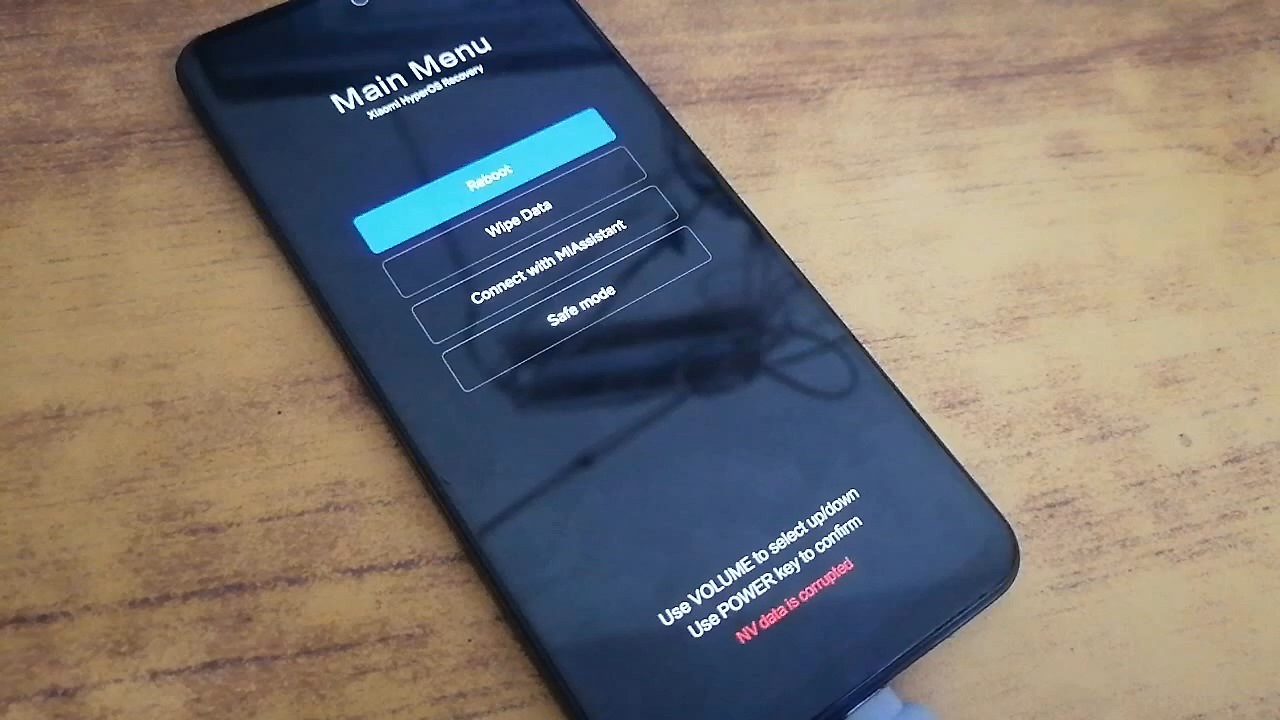 Main Menu
Xiaomi HyperOS Recovery
Reboot
Wipe Data
Connect with MIAssistant
Safe mode
Use VOLUME to select up/down
Use POWER key to confirm
NV data is corrupted